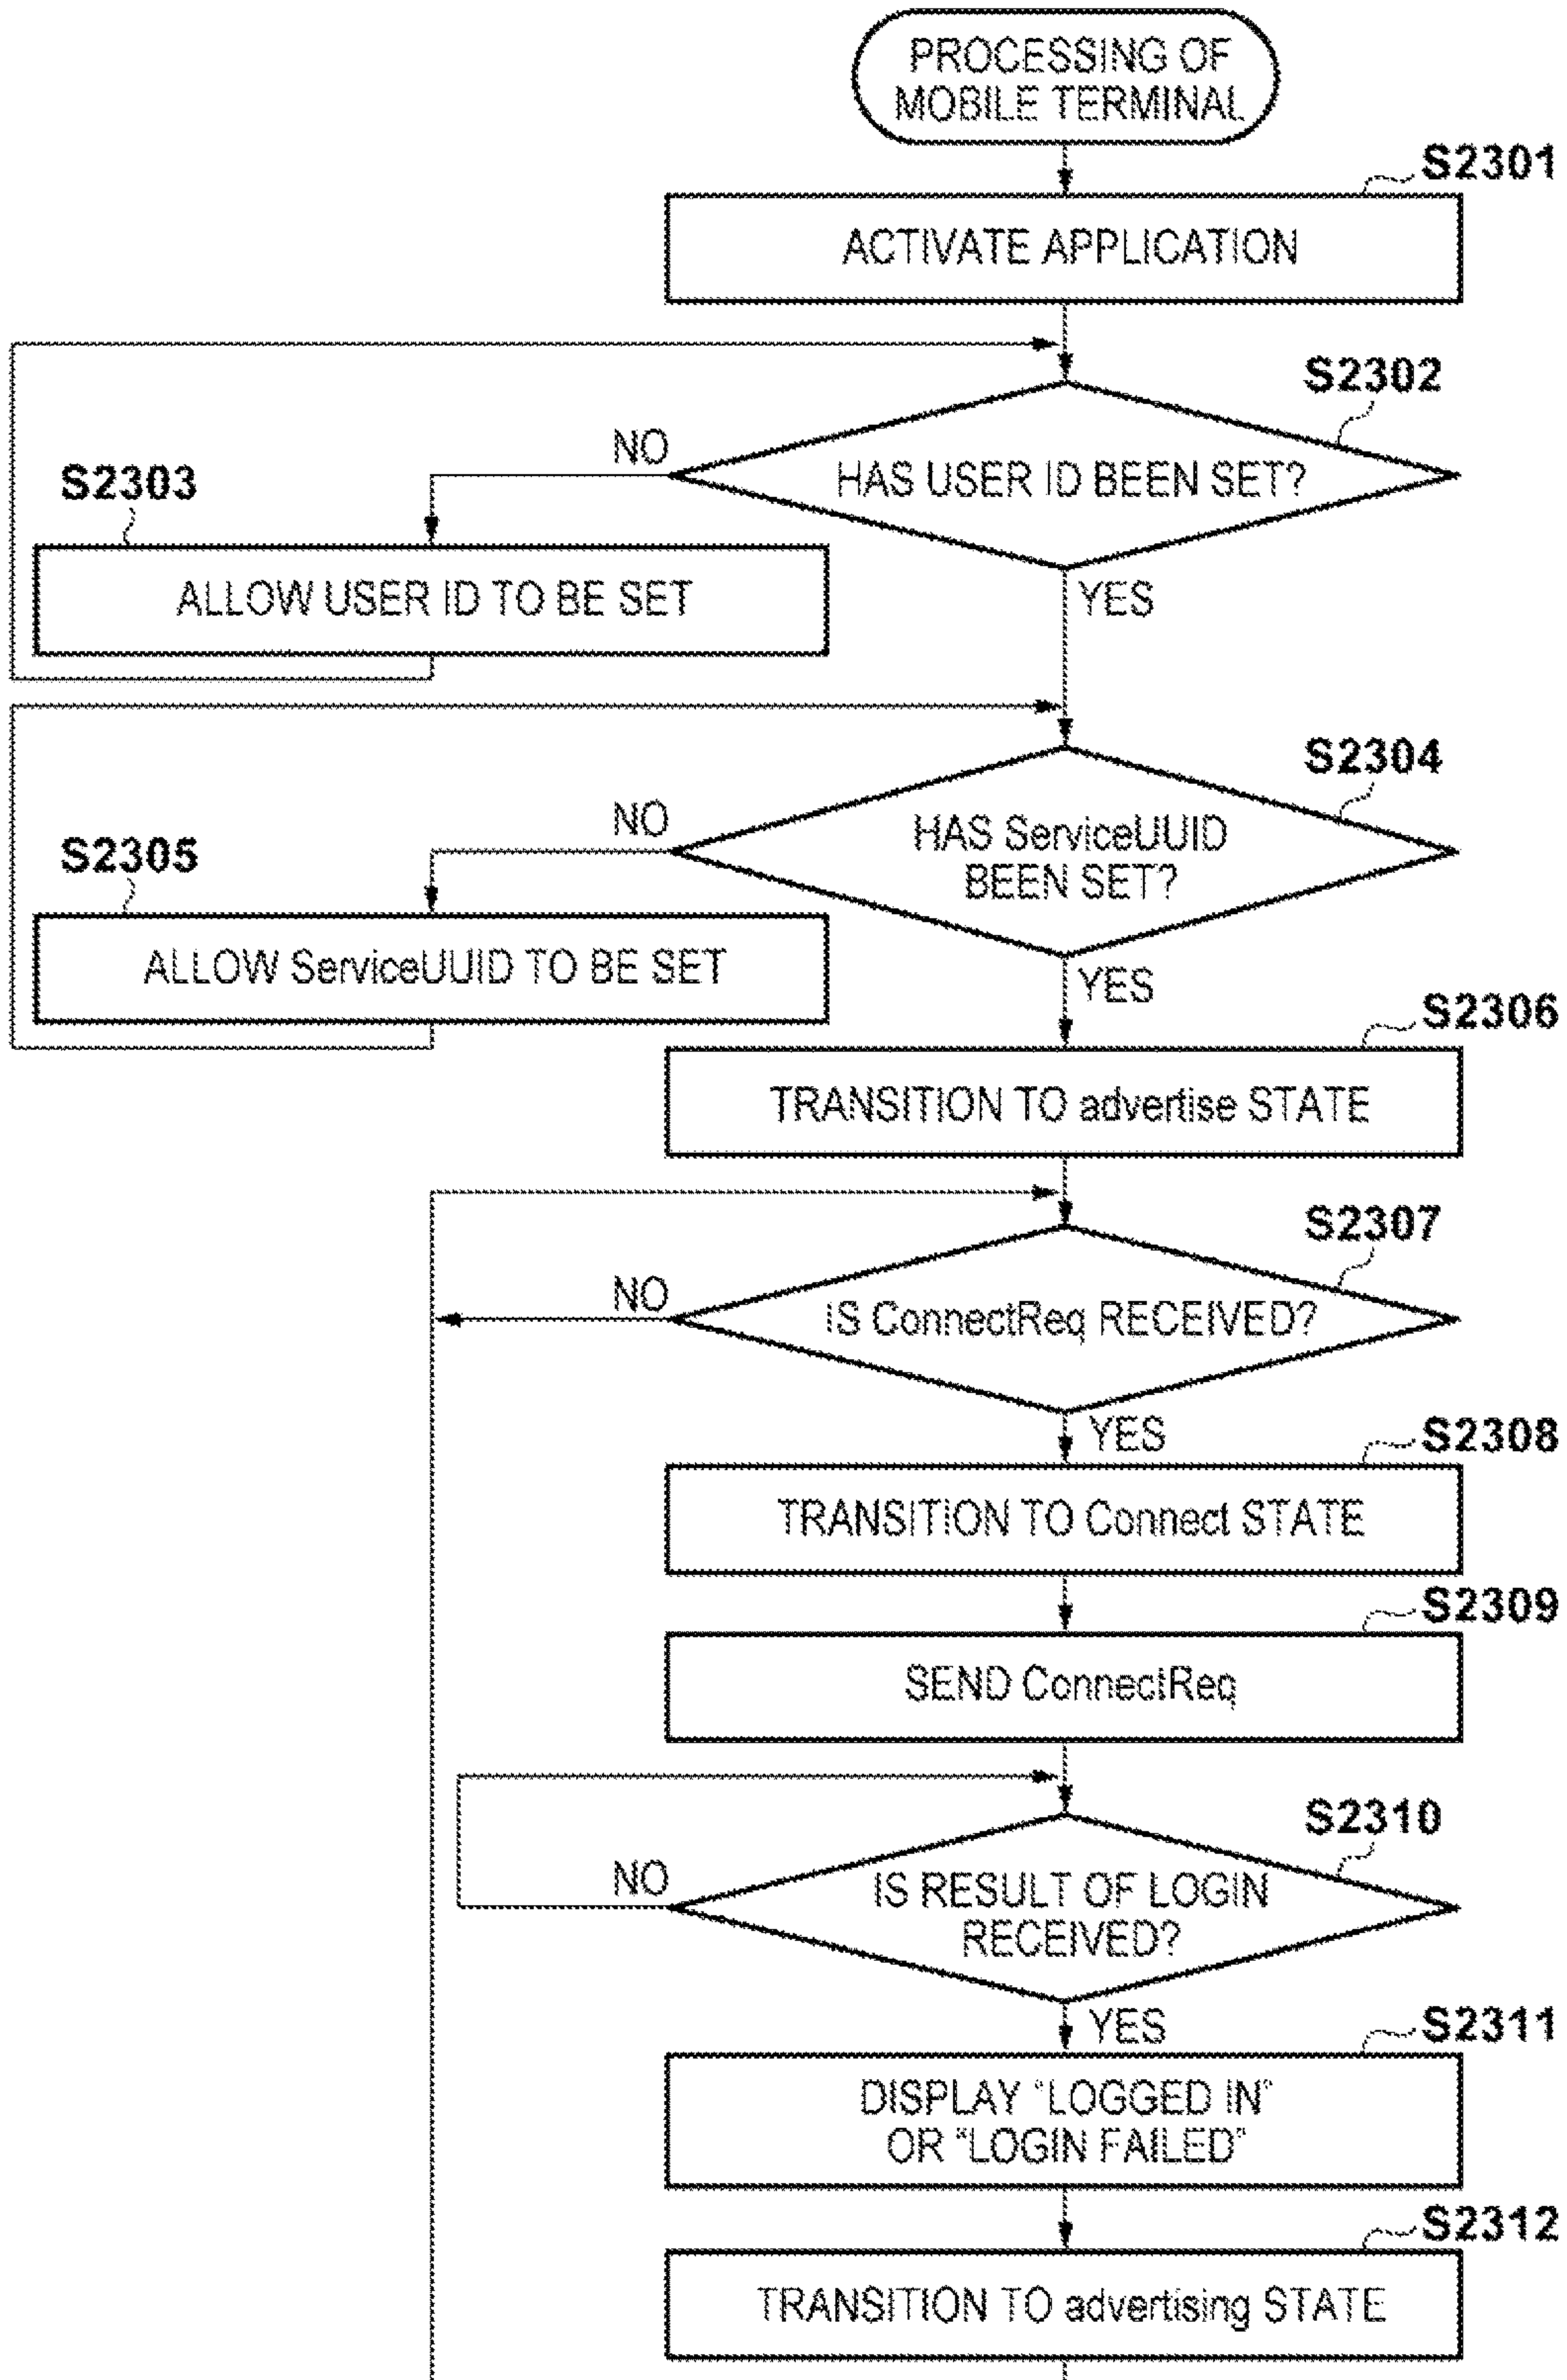 PROCESSING OF
MOBILE TERMINAL
S2301
ACTIVATE APPLICATION
S2302
NO
HAS USER ID BEEN SET?
S2303
ALLOW USER ID TO BE SET
YES
S2304
NO
HAS ServiceUUID
BEEN SET?
S2305
ALLOW ServiceUUID TO BE SET
YES
S2306
TRANSITION TO advertise STATE
S2307
NO
IS ConnectReq RECEIVED?
YES
S2308
TRANSITION TO Connect STATE
S2309
SEND ConnectReq
S2310
NO
IS RESULT OF LOGIN
RECEIVED?
YES
S2311
DISPLAY "LOGGED IN"
OR "LOGIN FAILED"
S2312
TRANSITION TO advertising STATE